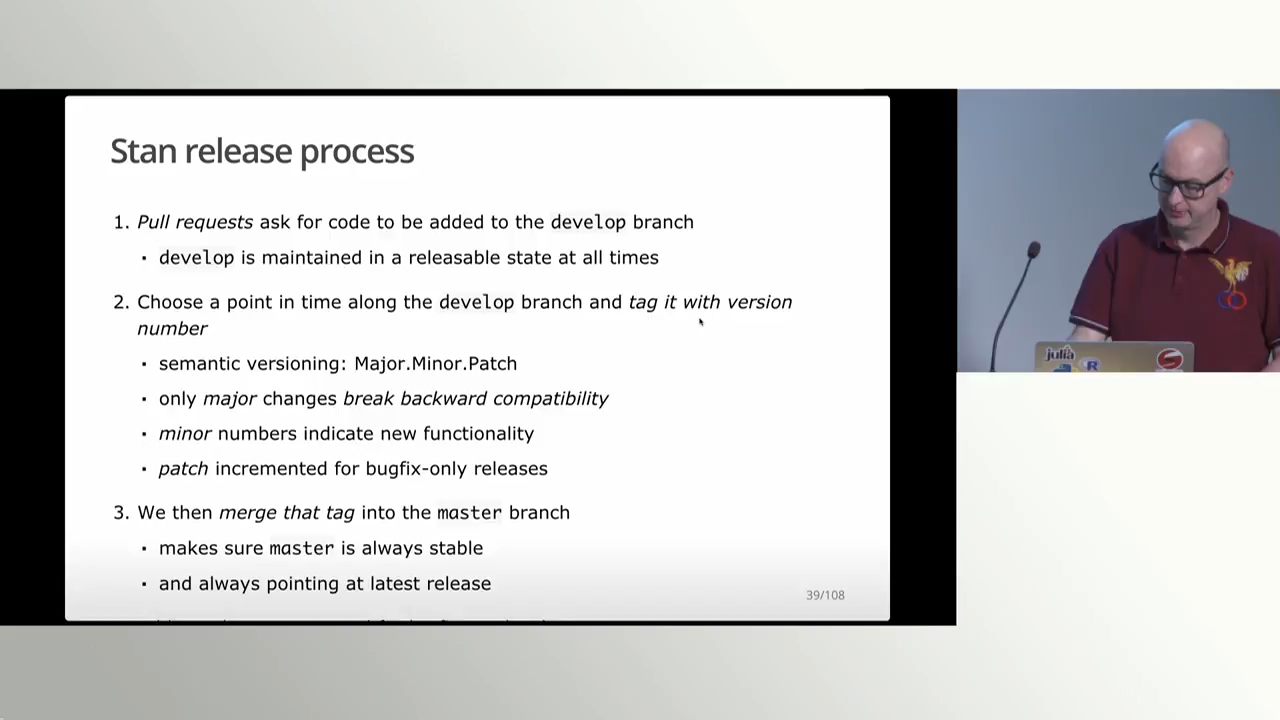 Stan release process
1. Pull requests ask for code to be added to the develop branch
· develop is maintained in a releasable state at all times
2. Choose a point in time along the develop branch and tag it with version
number
· semantic versioning: Major.Minor.Patch
· only major changes break backward compatibility
· minor numbers indicate new functionality
· patch incremented for bugfix-only releases
3. We then merge that tag into the master branch
· makes sure master is always stable
· and always pointing at latest release
39/108
julia
R